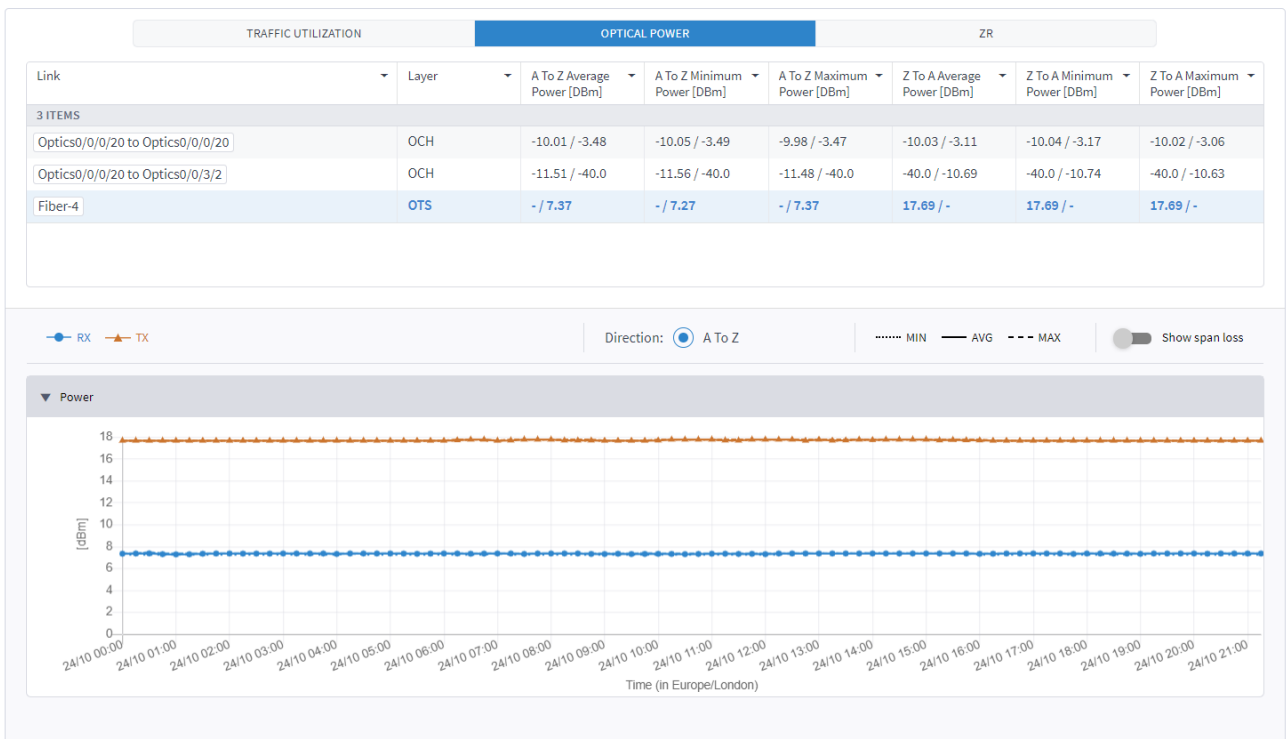 TRAFFIC UTILIZATION OPTICAL POWER ZR
Link Layer A To Z Average Power [DBm] A To Z Minimum Power [DBm] A To Z Maximum Power [DBm] Z To A Average Power [DBm] Z To A Minimum Power [DBm] Z To A Maximum Power [DBm]
3 ITEMS
Optics0/0/0/20 to Optics0/0/0/20 OCH -10.01 / -3.48 -10.05 / -3.49 -9.98 / -3.47 -10.03 / -3.11 -10.04 / -3.17 -10.02 / -3.06
Optics0/0/0/20 to Optics0/0/3/2 OCH -11.51 / -40.0 -11.56 / -40.0 -11.48 / -40.0 -40.0 / -10.69 -40.0 / -10.74 -40.0 / -10.63
Fiber-4 OTS - / 7.37 - / 7.27 - / 7.37 17.69 / - 17.69 / - 17.69 / -
RX TX Direction: A To Z MIN AVG MAX Show span loss
Power
18
16
14
12
10
8
6
4
2
0
[dBm]
24/10 00:00 24/10 01:00 24/10 02:00 24/10 03:00 24/10 04:00 24/10 05:00 24/10 06:00 24/10 07:00 24/10 08:00 24/10 09:00 24/10 10:00 24/10 11:00 24/10 12:00 24/10 13:00 24/10 14:00 24/10 15:00 24/10 16:00 24/10 17:00 24/10 18:00 24/10 19:00 24/10 20:00 24/10 21:00
Time (in Europe/London)